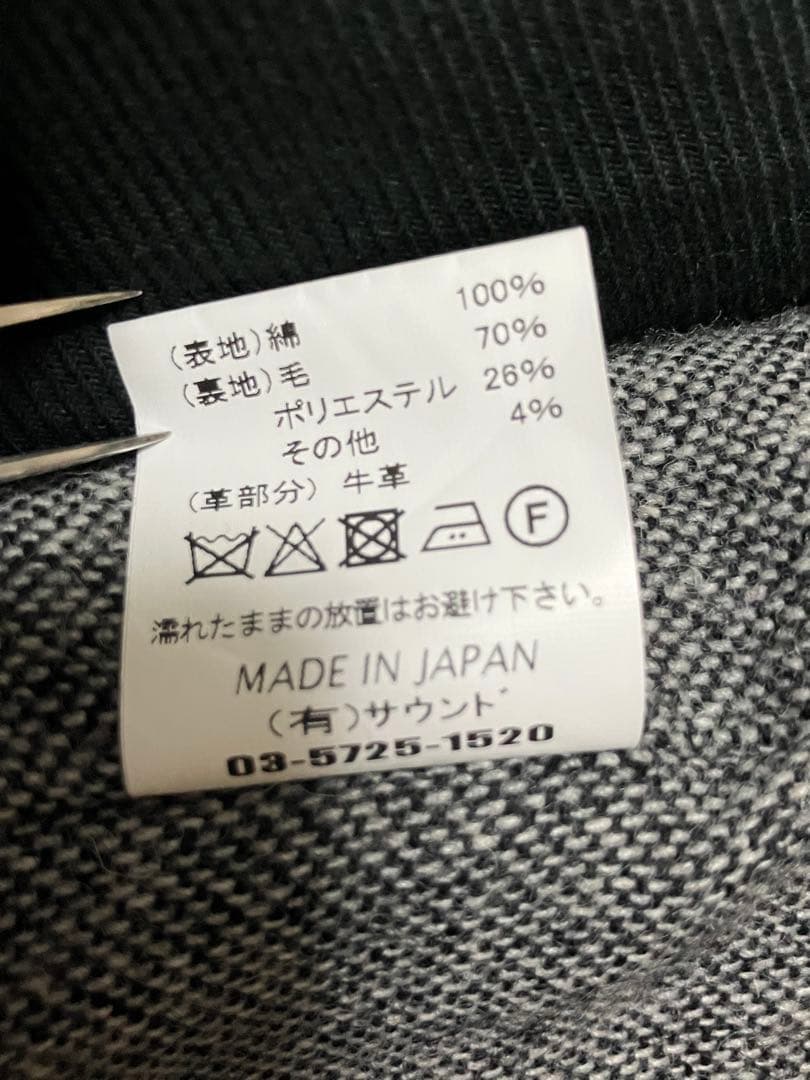 (表地)綿 100%
(裏地)毛 70%
ポリエステル 26%
その他 4%
(革部分) 牛革
F
濡れたままの放置はお避け下さい。
MADE IN JAPAN
(有)サウンド
03-5725-1520